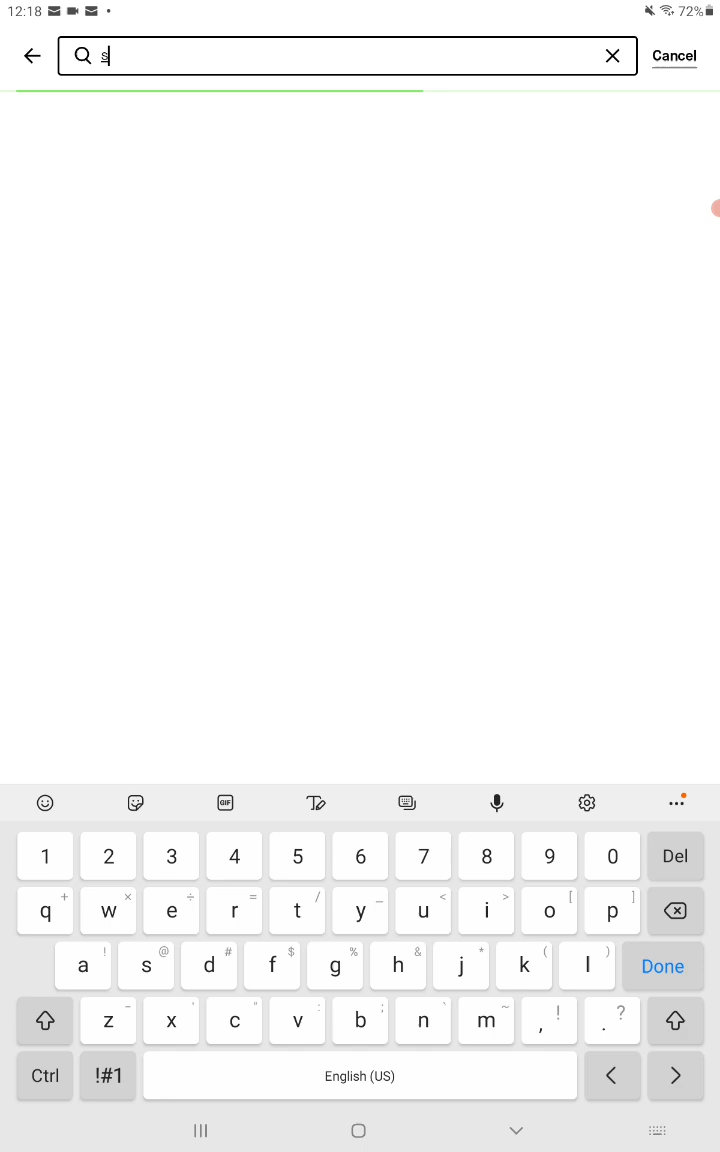 12:18 72%
s Cancel
GIF
1 2 3 4 5 6 7 8 9 0 Del
q + w × e ÷ r = t / y _ u < i > o [ p ]
a ! s @ d # f $ g % h & j * k ( l ) Done
z - x ' c " v : b ; n ` m ~ , ! . ?
Ctrl !#1 English (US) < >